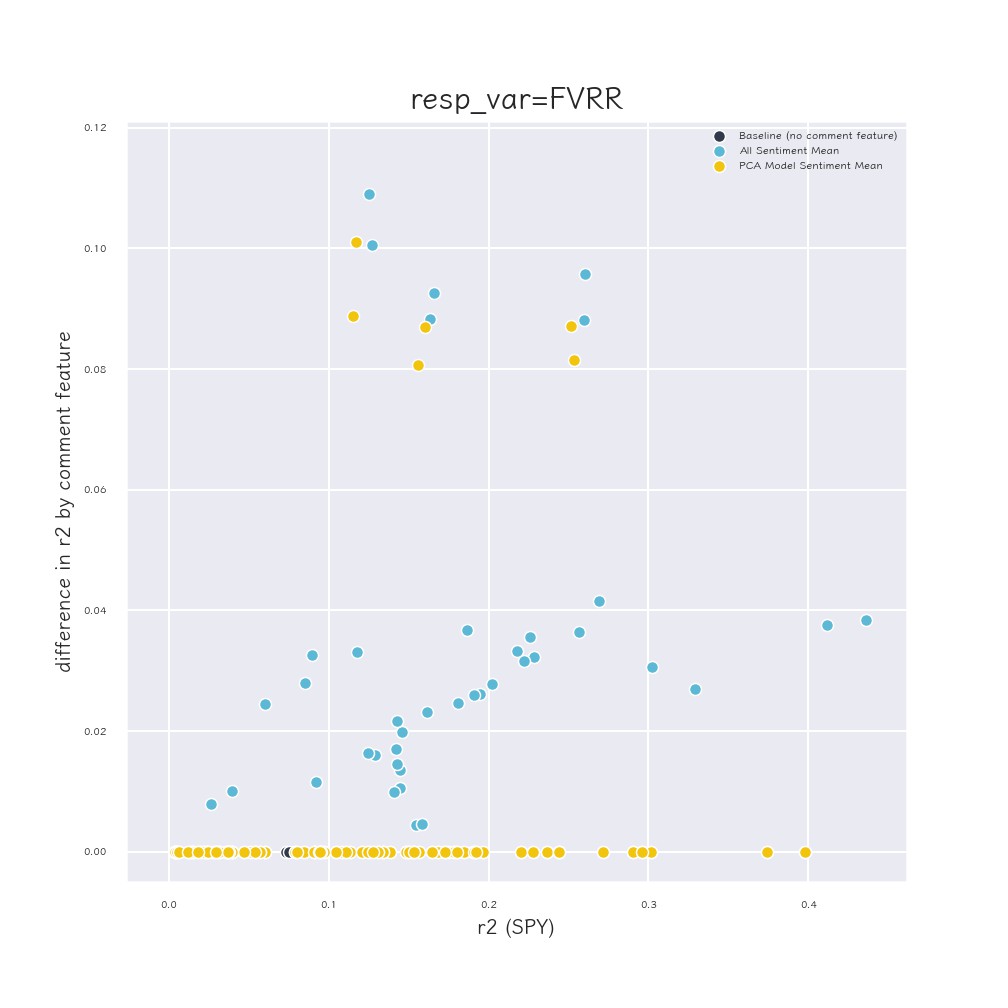 resp_var=FVRR
Baseline (no comment feature)
All Sentiment Mean
PCA Model Sentiment Mean
0.12
0.10
0.08
0.06
0.04
0.02
0.00
difference in r2 by comment feature
0.0 0.1 0.2 0.3 0.4
r2 (SPY)